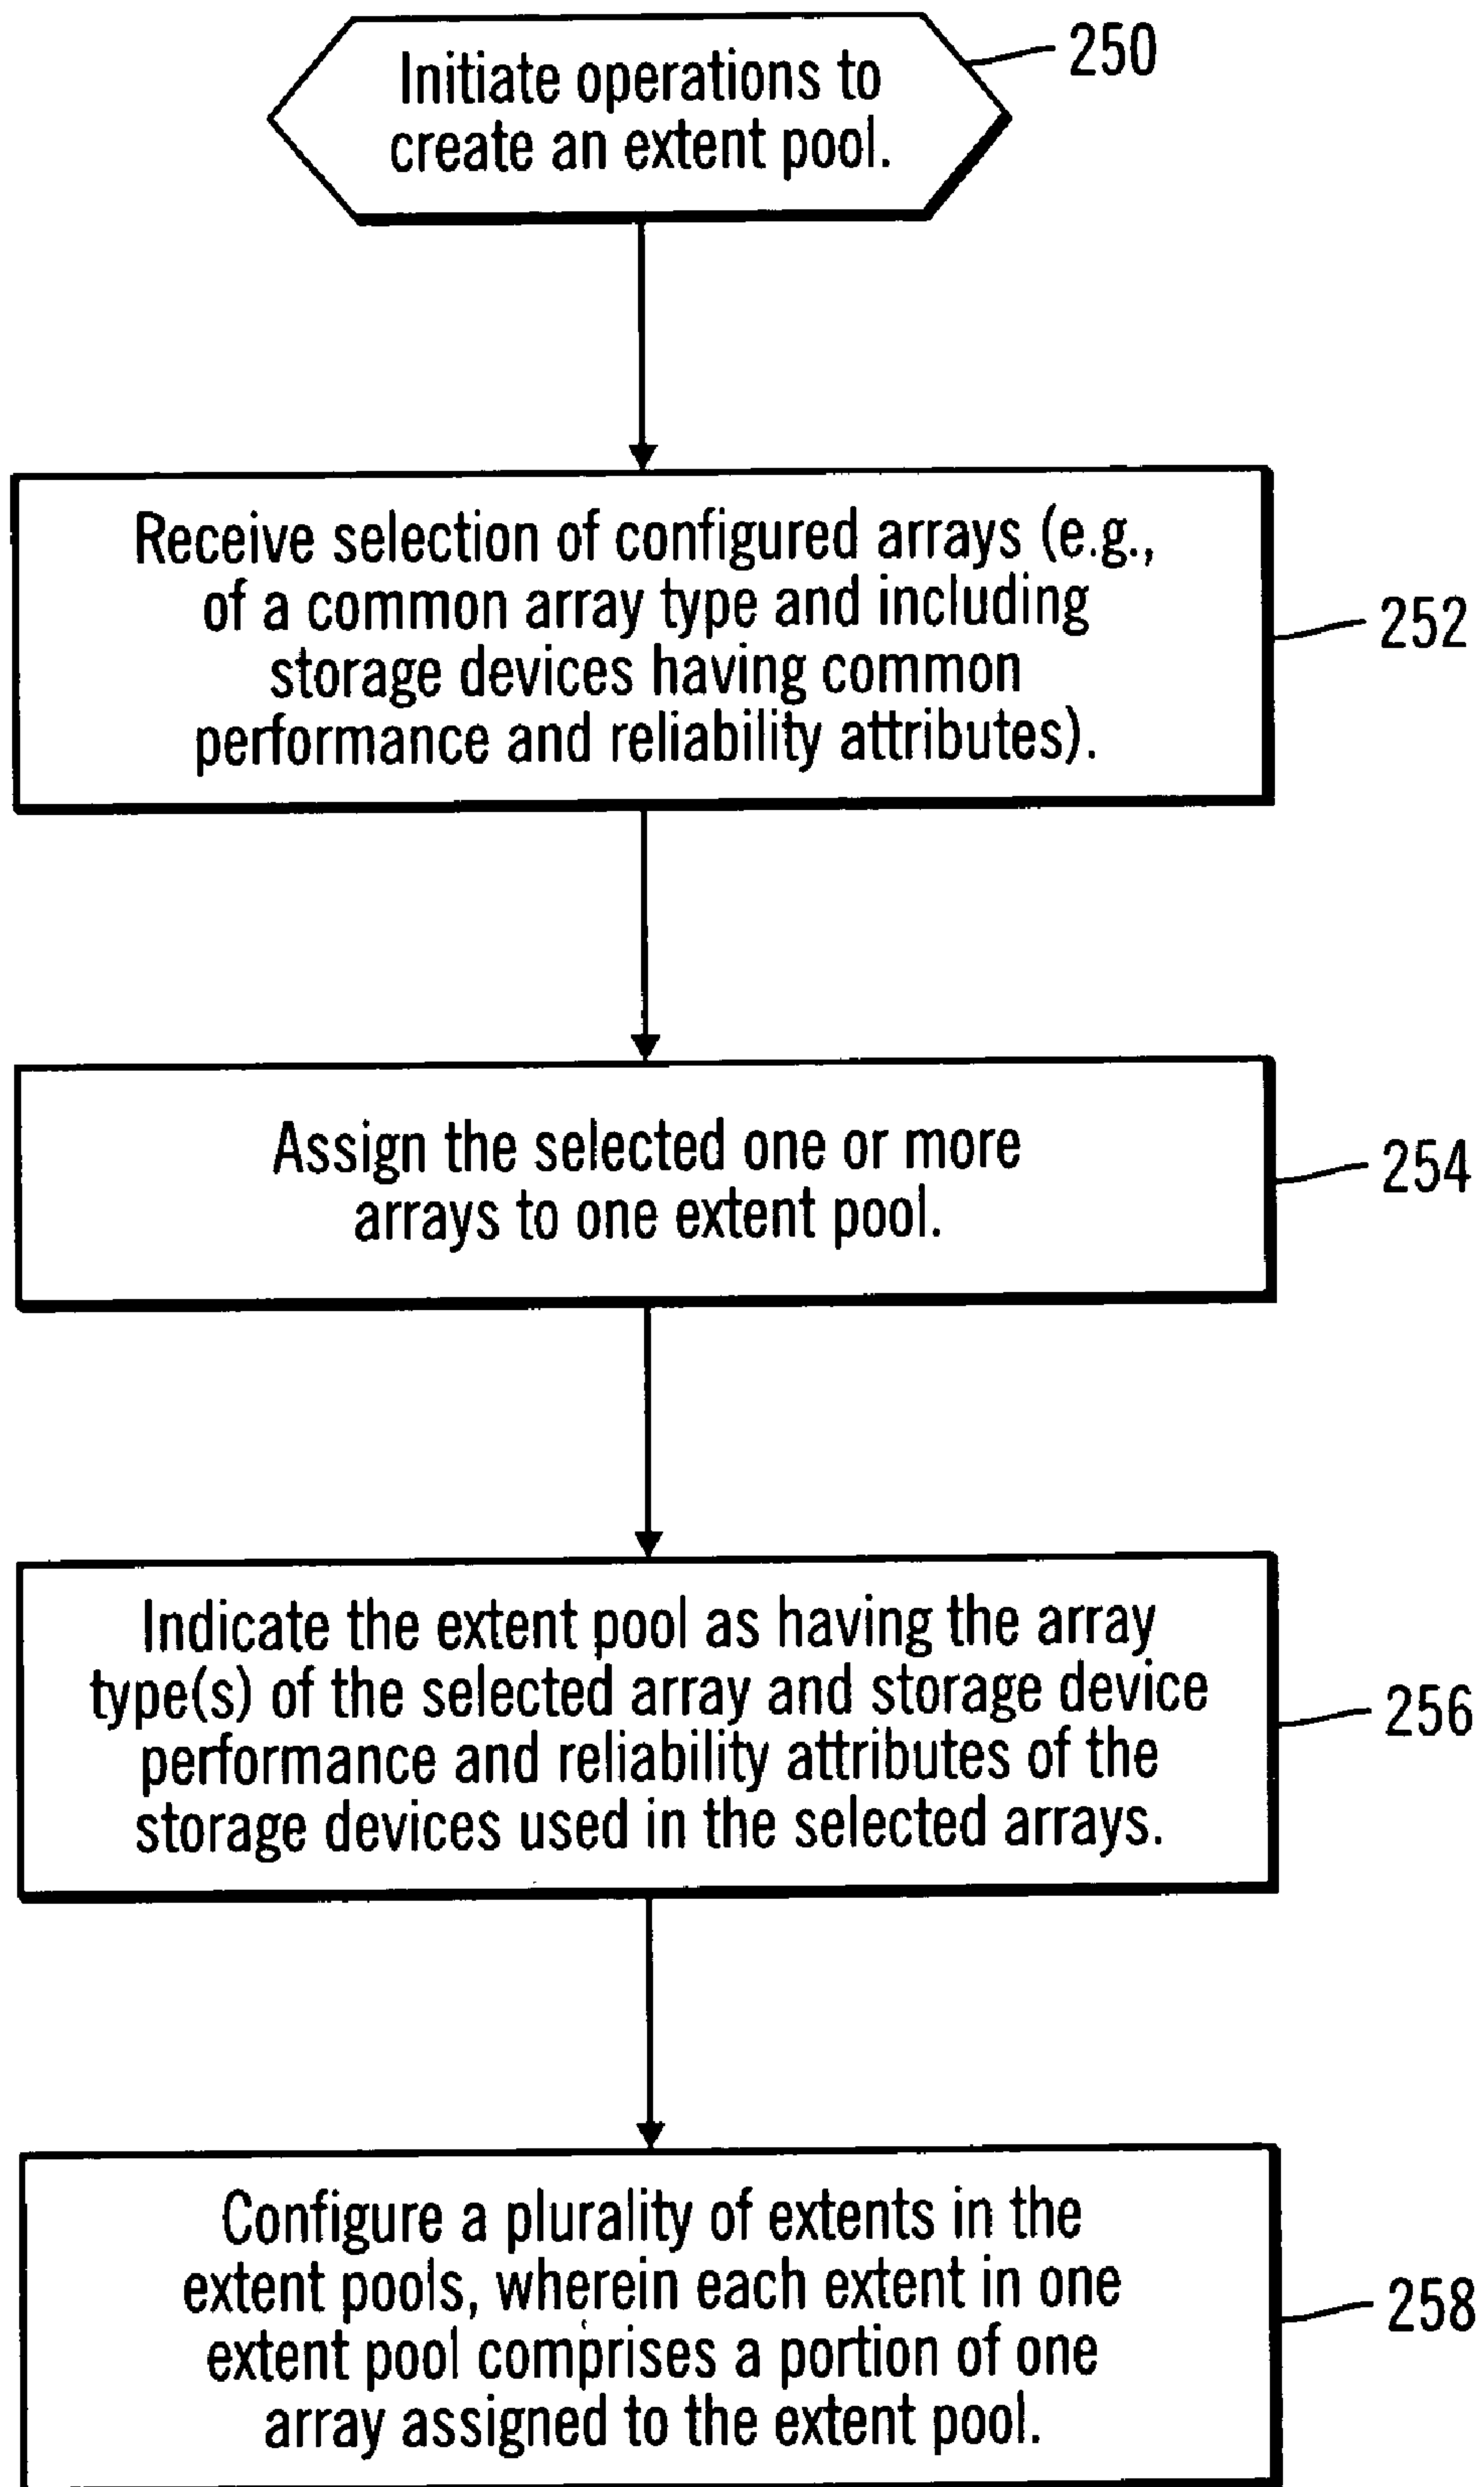 Initiate operations to
create an extent pool.
250
Receive selection of configured arrays (e.g.,
of a common array type and including
storage devices having common
performance and reliability attributes).
252
Assign the selected one or more
arrays to one extent pool.
254
Indicate the extent pool as having the array
type(s) of the selected array and storage device
performance and reliability attributes of the
storage devices used in the selected arrays.
256
Configure a plurality of extents in the
extent pools, wherein each extent in one
extent pool comprises a portion of one
array assigned to the extent pool.
258